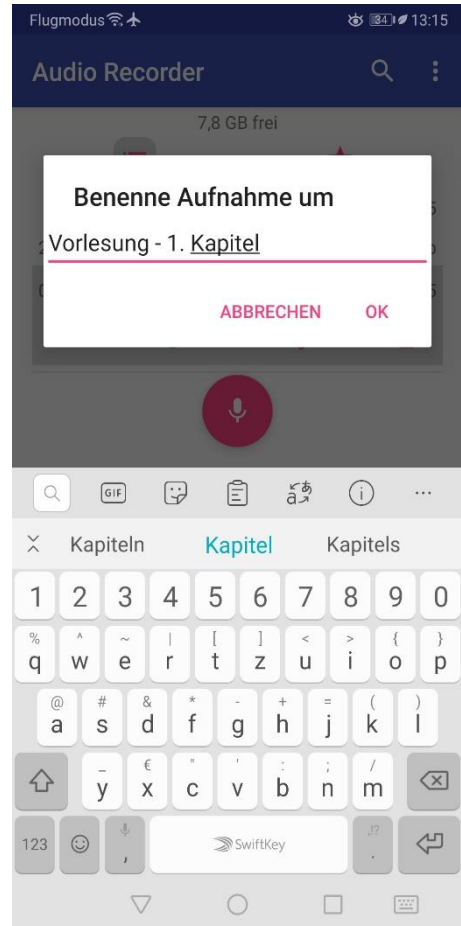 Flugmodus 34 13:15
Audio Recorder
7,8 GB frei
Benenne Aufnahme um
Vorlesung - 1. Kapitel
ABBRECHEN OK
GIF
Kapiteln Kapitel Kapitels
1 2 3 4 5 6 7 8 9 0
% ^ ~ | [ ] < > { }
q w e r t z u i o p
@ # & * - + = ( )
a s d f g h j k l
_ € " ' : ; /
y x c v b n m
123 , SwiftKey ,!? .